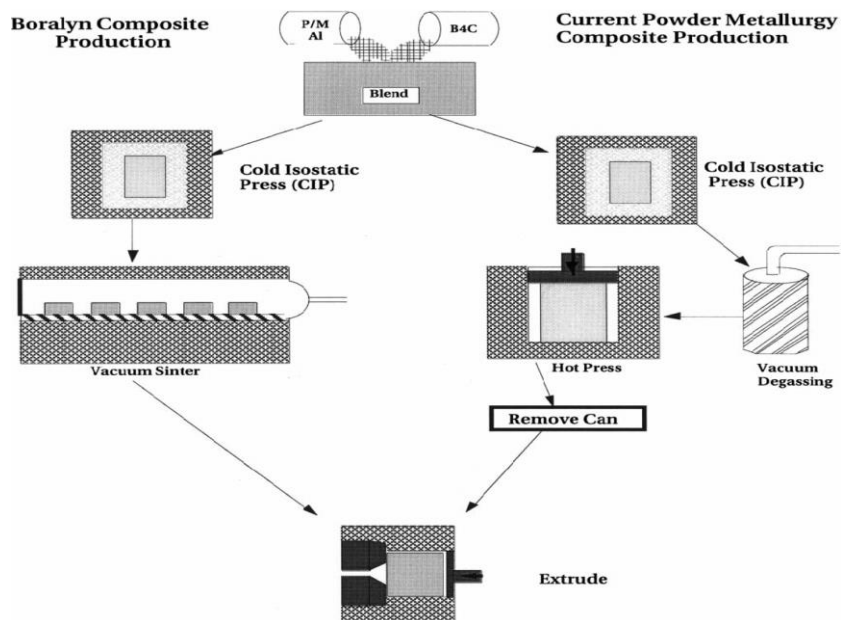 Boralyn Composite
Production
P/M
Al
B4C
Current Powder Metallurgy
Composite Production
Blend
Cold Isostatic
Press (CIP)
Cold Isostatic
Press (CIP)
Vacuum Sinter
Hot Press
Vacuum
Degassing
Remove Can
Extrude